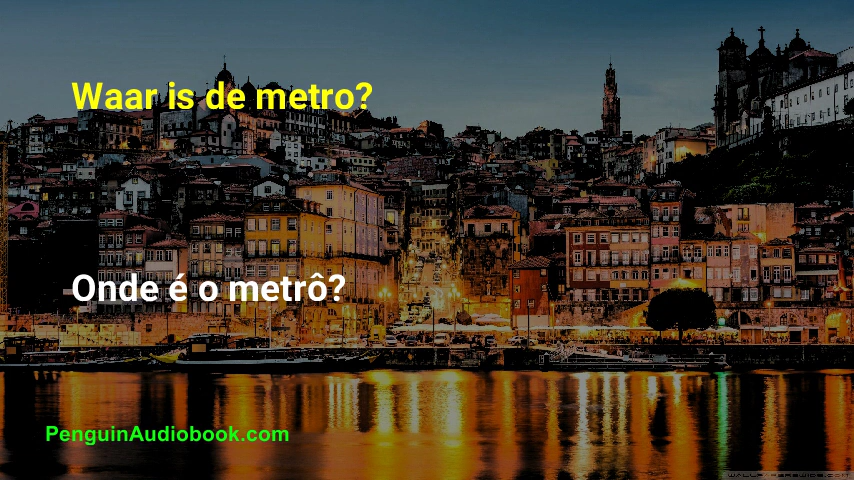 Waar is de metro?
Onde é o metrô?
PenguinAudiobook.com